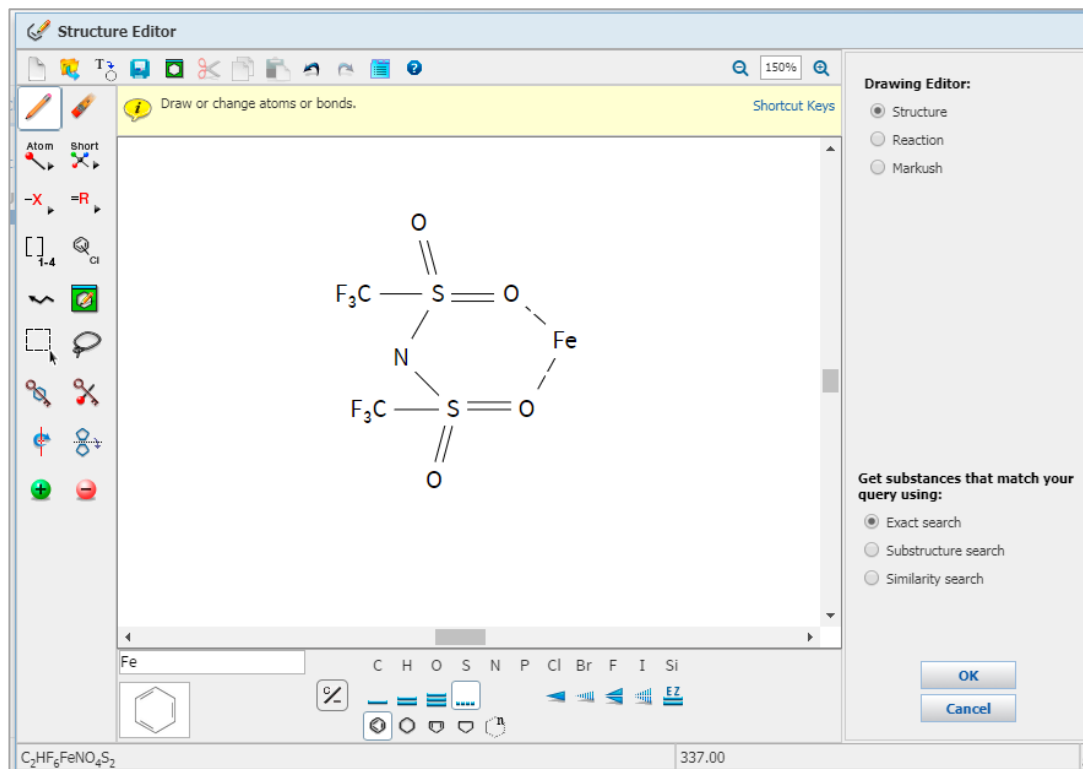 Structure Editor
T
150%
Draw or change atoms or bonds.
Shortcut Keys
Drawing Editor:
Structure
Reaction
Markush
Atom
Short
-X
=R
[ ] 1-4
Cl
O
F₃C S O
Fe
N
F₃C S O
O
Get substances that match your
query using:
Exact search
Substructure search
Similarity search
Fe
C H O S N P Cl Br F I Si
C/-
EZ
n
OK
Cancel
C₂HF₆FeNO₄S₂
337.00